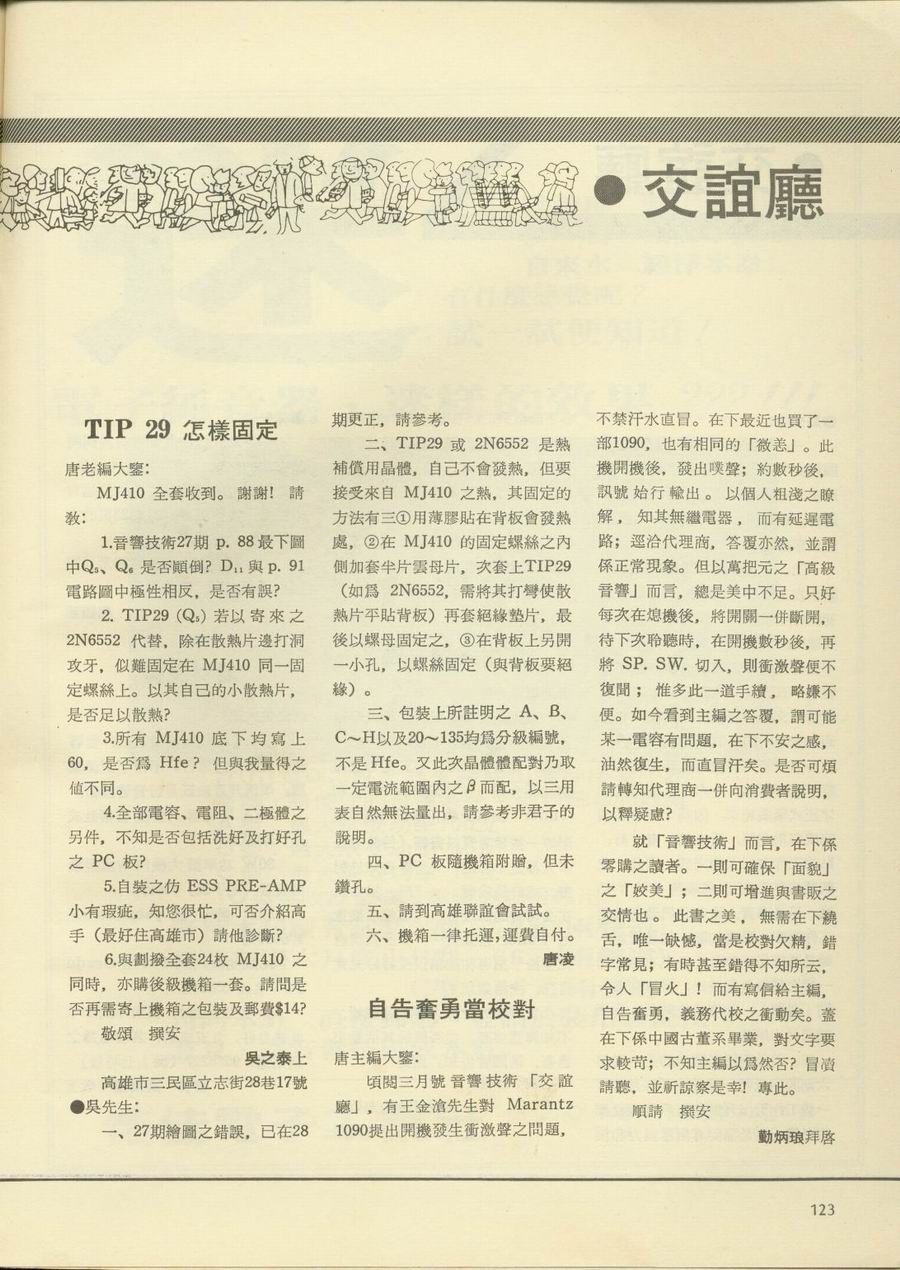 ●交誼廳
TIP 29 怎樣固定
唐老編大鑒：
MJ410 全套收到。謝謝！請
敎：
1.音響技術27期 p. 88最下圖
中Q₅、Q₆ 是否顚倒？D₁₁與 p. 91
電路圖中極性相反，是否有誤？
2. TIP29 (Q₅) 若以寄來之
2N6552 代替，除在散熱片邊打洞
攻牙，似難固定在 MJ410 同一固
定螺絲上。以其自己的小散熱片，
是否足以散熱？
3.所有 MJ410 底下均寫上
60，是否爲 Hfe？但與我量得之
値不同。
4.全部電容、電阻、二極體之
另件，不知是否包括洗好及打好孔
之 PC 板？
5.自裝之仿 ESS PRE-AMP
小有瑕疵，知您很忙，可否介紹高
手（最好住高雄市）請他診斷？
6.與劃撥全套24枚 MJ410 之
同時，亦購後級機箱一套。請問是
否再需寄上機箱之包裝及郵費$14？
敬頌　撰安
吳之泰上
高雄市三民區立志街28巷17號
●吳先生：
一、27期繪圖之錯誤，已在28
期更正，請參考。
二、TIP29 或 2N6552 是熱
補償用晶體，自己不會發熱，但要
接受來自 MJ410 之熱，其固定的
方法有三①用薄膠貼在背板會發熱
處，②在 MJ410 的固定螺絲之內
側加套半片雲母片，次套上TIP29
（如爲 2N6552，需將其打彎使散
熱片平貼背板）再套絕緣墊片，最
後以螺母固定之，③在背板上另開
一小孔，以螺絲固定（與背板要絕
緣）。
三、包裝上所註明之 A、B、
C～H以及20～135均爲分級編號，
不是 Hfe。又此次晶體體配對乃取
一定電流範圍內之β而配，以三用
表自然無法量出，請參考非君子的
說明。
四、PC 板隨機箱附贈，但未
鑽孔。
五、請到高雄聯誼會試試。
六、機箱一律托運，運費自付。
唐凌
自告奮勇當校對
唐主編大鑒：
頃閱三月號音響技術「交誼
廳」，有王金滄先生對 Marantz
1090提出開機發生衝激聲之問題，
不禁汗水直冒。在下最近也買了一
部1090，也有相同的「微恙」。此
機開機後，發出噗聲；約數秒後，
訊號始行輸出。以個人粗淺之瞭
解，知其無繼電器，而有延遲電
路；逕洽代理商，答覆亦然，並謂
係正常現象。但以萬把元之「高級
音響」而言，總是美中不足。只好
每次在熄機後，將開關一併斷開，
待下次聆聽時，在開機數秒後，再
將 SP. SW. 切入，則衝激聲便不
復聞；惟多此一道手續，略嫌不
便。如今看到主編之答覆，謂可能
某一電容有問題，在下不安之感，
油然復生，而直冒汗矣。是否可煩
請轉知代理商一併向消費者說明，
以釋疑慮？
就「音響技術」而言，在下係
零購之讀者。一則可確保「面貌」
之「姣美」；二則可增進與書販之
交情也。此書之美，無需在下繞
舌，唯一缺憾，當是校對欠精，錯
字常見；有時甚至錯得不知所云，
令人「冒火」！而有寫信給主編，
自告奮勇，義務代校之衝動矣。蓋
在下係中國古董系畢業，對文字要
求較苛；不知主編以爲然否？冒瀆
請聽，並祈諒察是幸！專此。
順請　撰安
勤炳琅拜啓
123